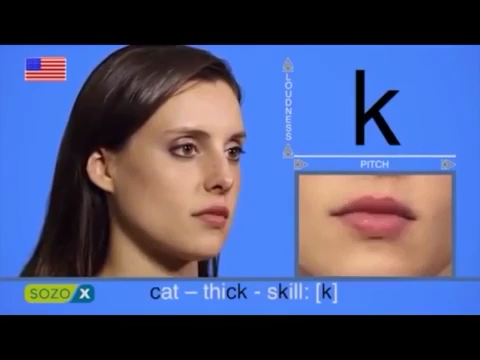 LOUDNESS
k
PITCH
cat – thick - skill: [k]
SOZO X